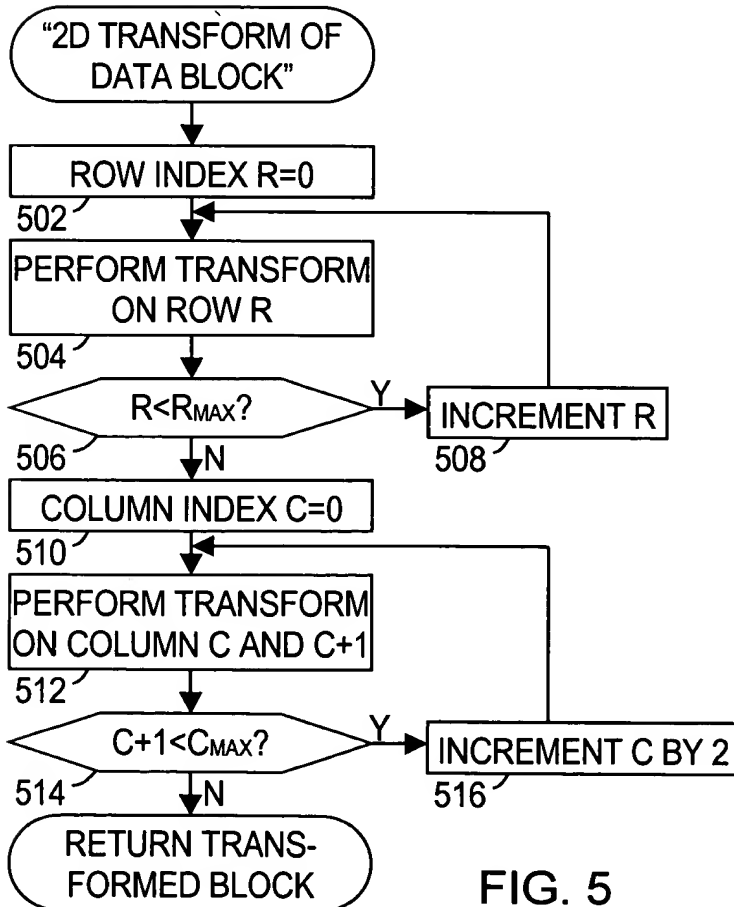 “2D TRANSFORM OF
DATA BLOCK”
ROW INDEX R=0
502
PERFORM TRANSFORM
ON ROW R
504
R<RMAX?
Y
INCREMENT R
506
N
508
COLUMN INDEX C=0
510
PERFORM TRANSFORM
ON COLUMN C AND C+1
512
C+1<CMAX?
Y
INCREMENT C BY 2
514
N
516
RETURN TRANS-
FORMED BLOCK
FIG. 5